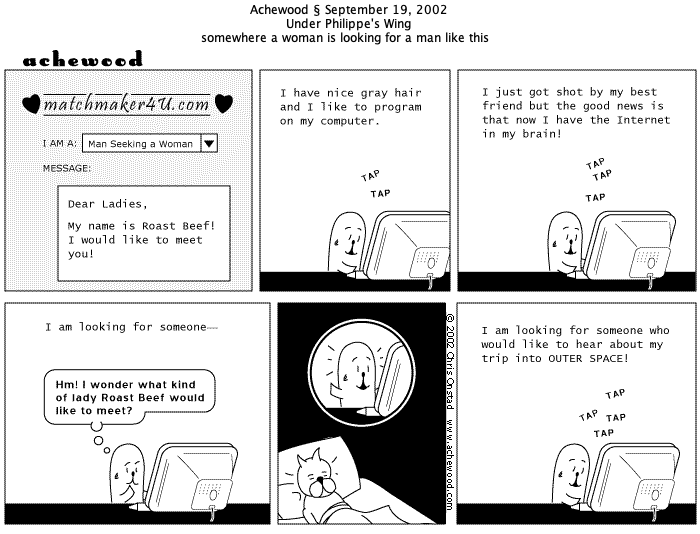 Achewood § September 19, 2002
Under Philippe's Wing
somewhere a woman is looking for a man like this
achewood
matchmaker4U.com
I AM A: Man Seeking a Woman
MESSAGE:
Dear Ladies,
My name is Roast Beef!
I would like to meet
you!
I have nice gray hair
and I like to program
on my computer.
TAP
TAP
I just got shot by my best
friend but the good news is
that now I have the Internet
in my brain!
TAP
TAP
TAP
I am looking for someone—
Hm! I wonder what kind
of lady Roast Beef would
like to meet?
© 2002 Chris Onstad www.achewood.com
I am looking for someone who
would like to hear about my
trip into OUTER SPACE!
TAP
TAP TAP
TAP